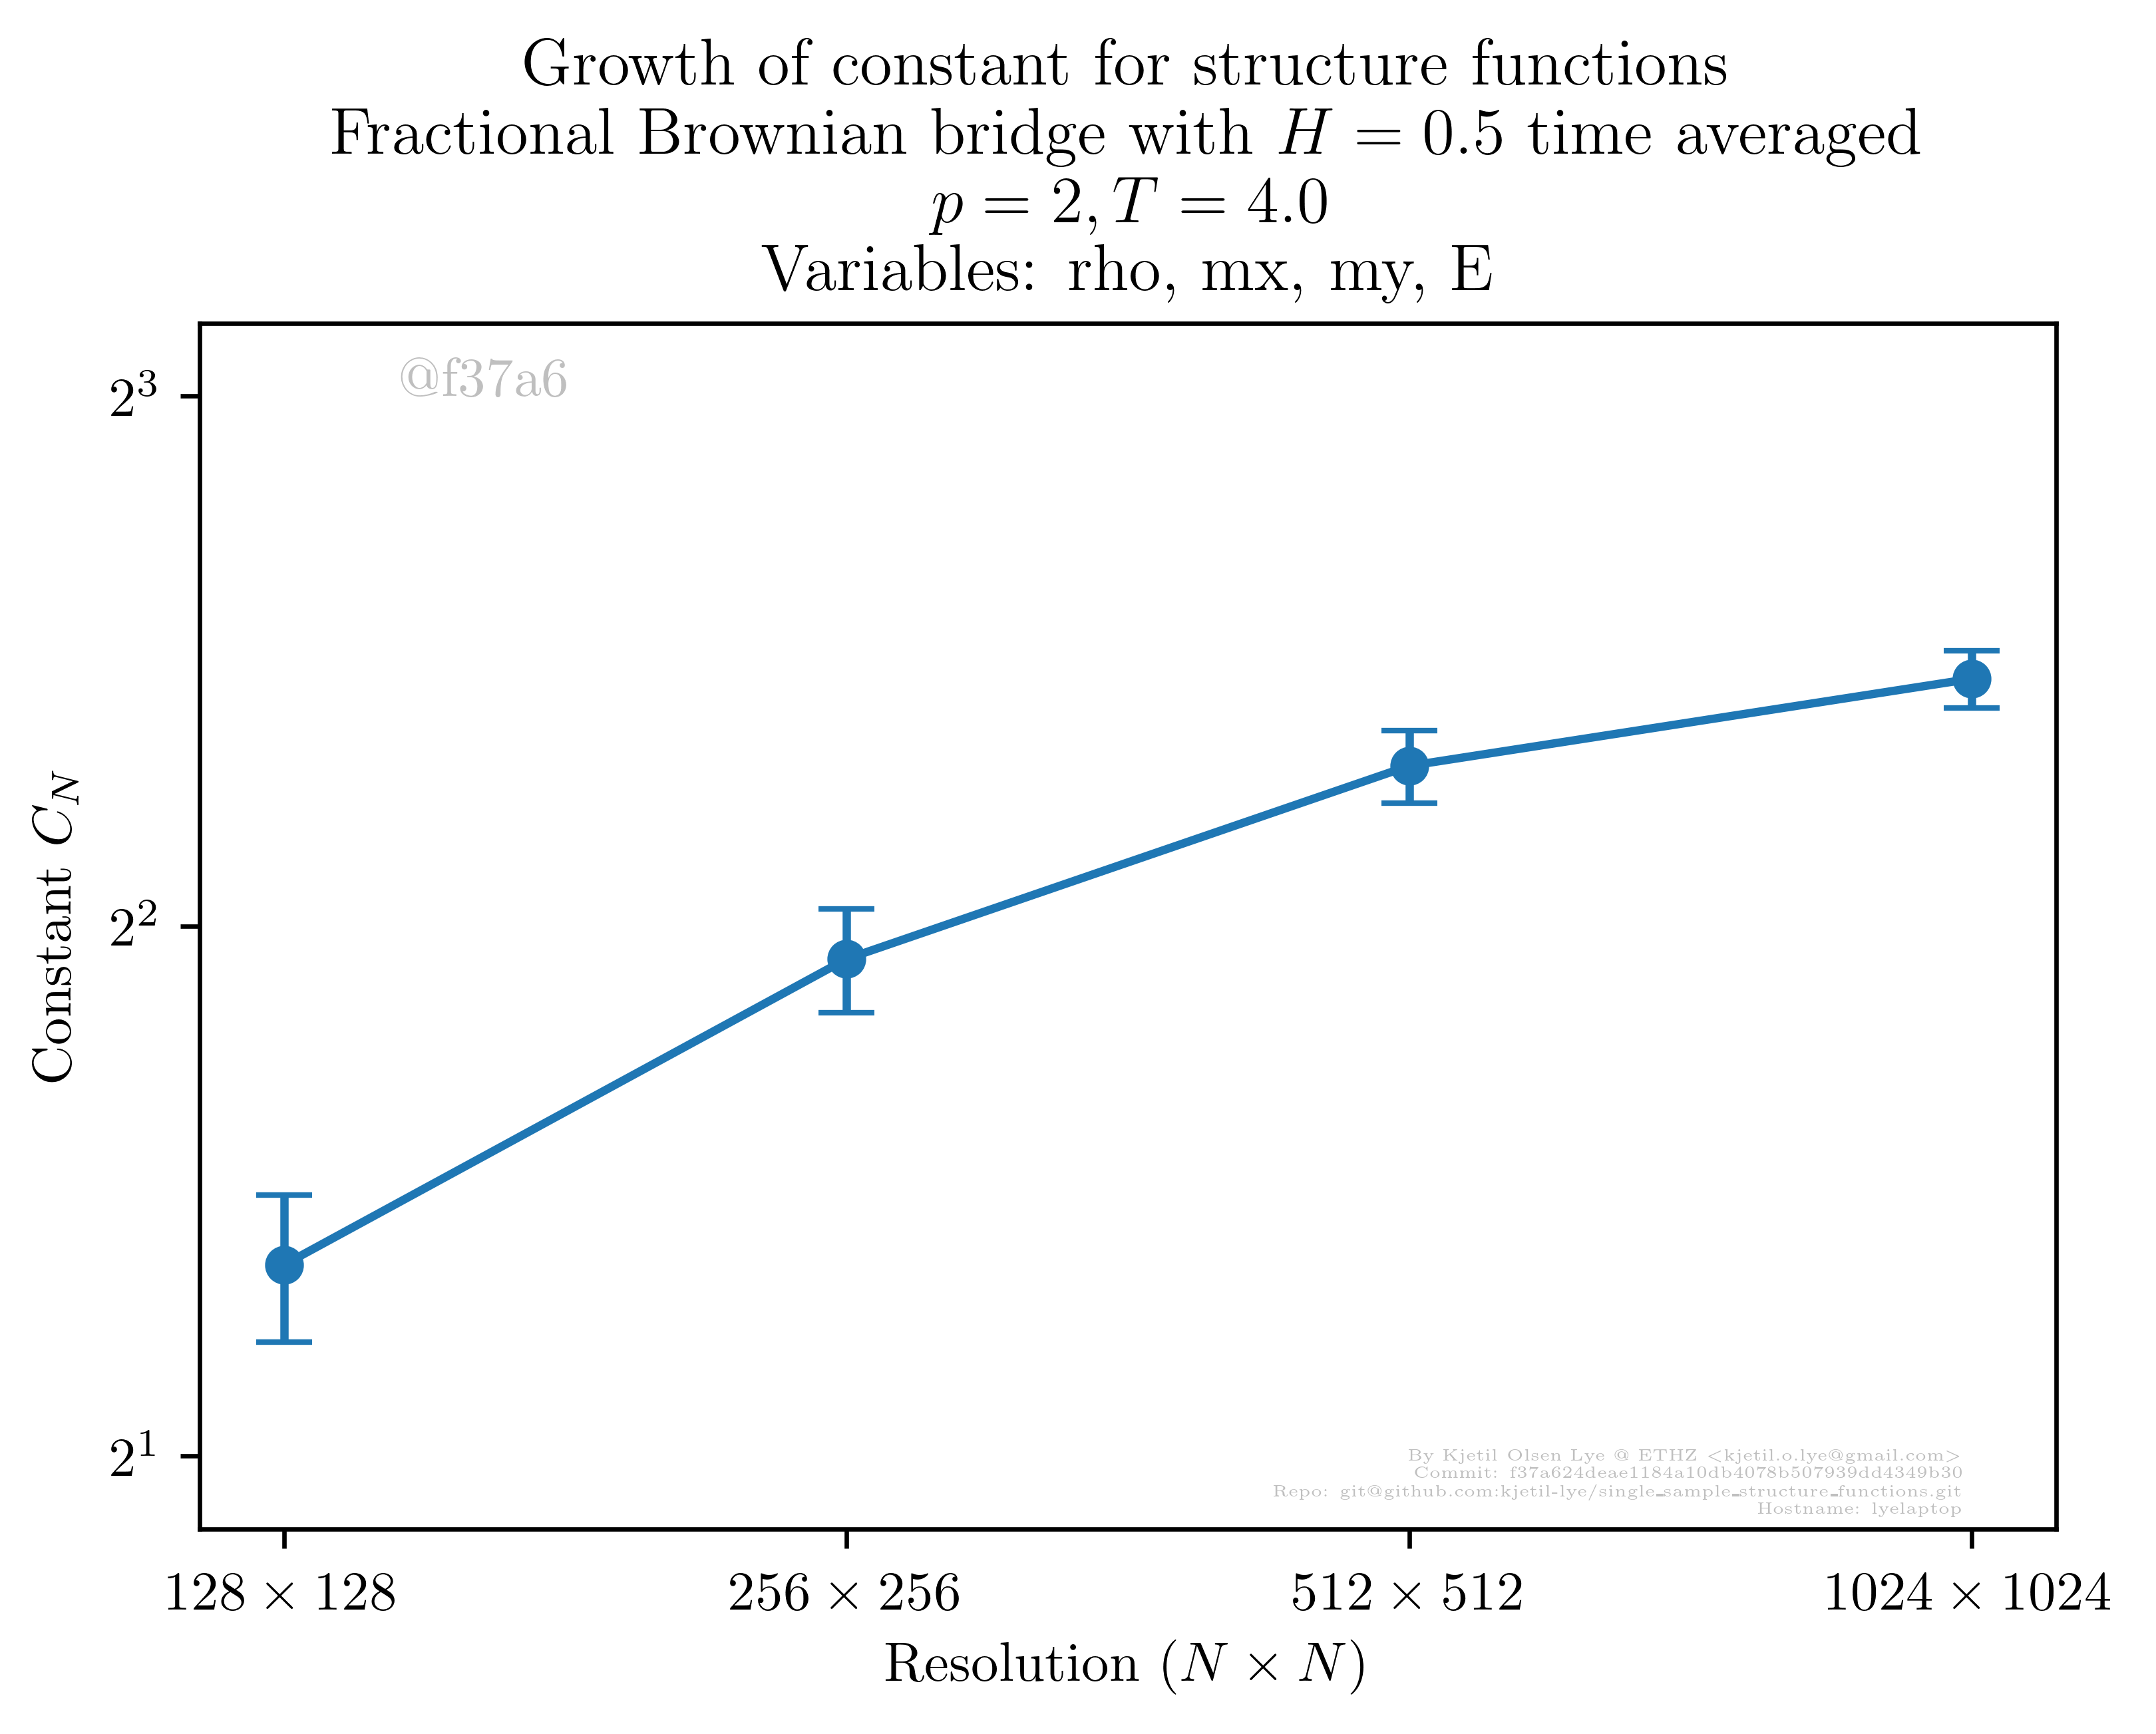 Growth of constant for structure functions
Fractional Brownian bridge with H = 0.5 time averaged
p = 2, T = 4.0
Variables: rho, mx, my, E
@f37a6
2³
2²
2¹
Constant C_N
By Kjetil Olsen Lye @ ETHZ <kjetil.o.lye@gmail.com>
Commit: f37a624deae1184a10db4078b507939dd4349b30
Repo: git@github.com:kjetil-lye/single_sample_structure_functions.git
Hostname: lyelaptop
128 × 128 256 × 256 512 × 512 1024 × 1024
Resolution (N × N)